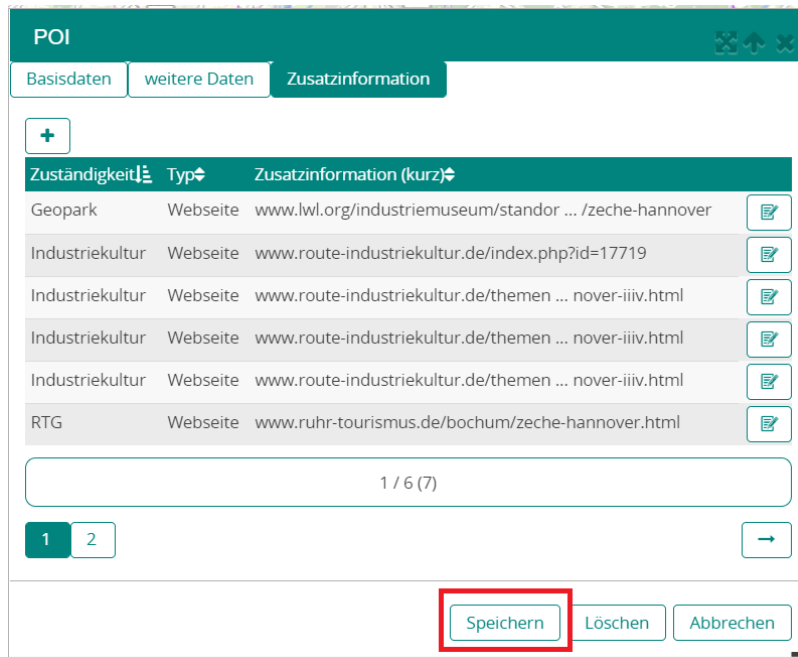 POI
Basisdaten weitere Daten Zusatzinformation
Zuständigkeit Typ Zusatzinformation (kurz)
Geopark Webseite www.lwl.org/industriemuseum/standor ... /zeche-hannover
Industriekultur Webseite www.route-industriekultur.de/index.php?id=17719
Industriekultur Webseite www.route-industriekultur.de/themen ... nover-iiiv.html
Industriekultur Webseite www.route-industriekultur.de/themen ... nover-iiiv.html
Industriekultur Webseite www.route-industriekultur.de/themen ... nover-iiiv.html
RTG Webseite www.ruhr-tourismus.de/bochum/zeche-hannover.html
1 / 6 (7)
1 2
Speichern Löschen Abbrechen